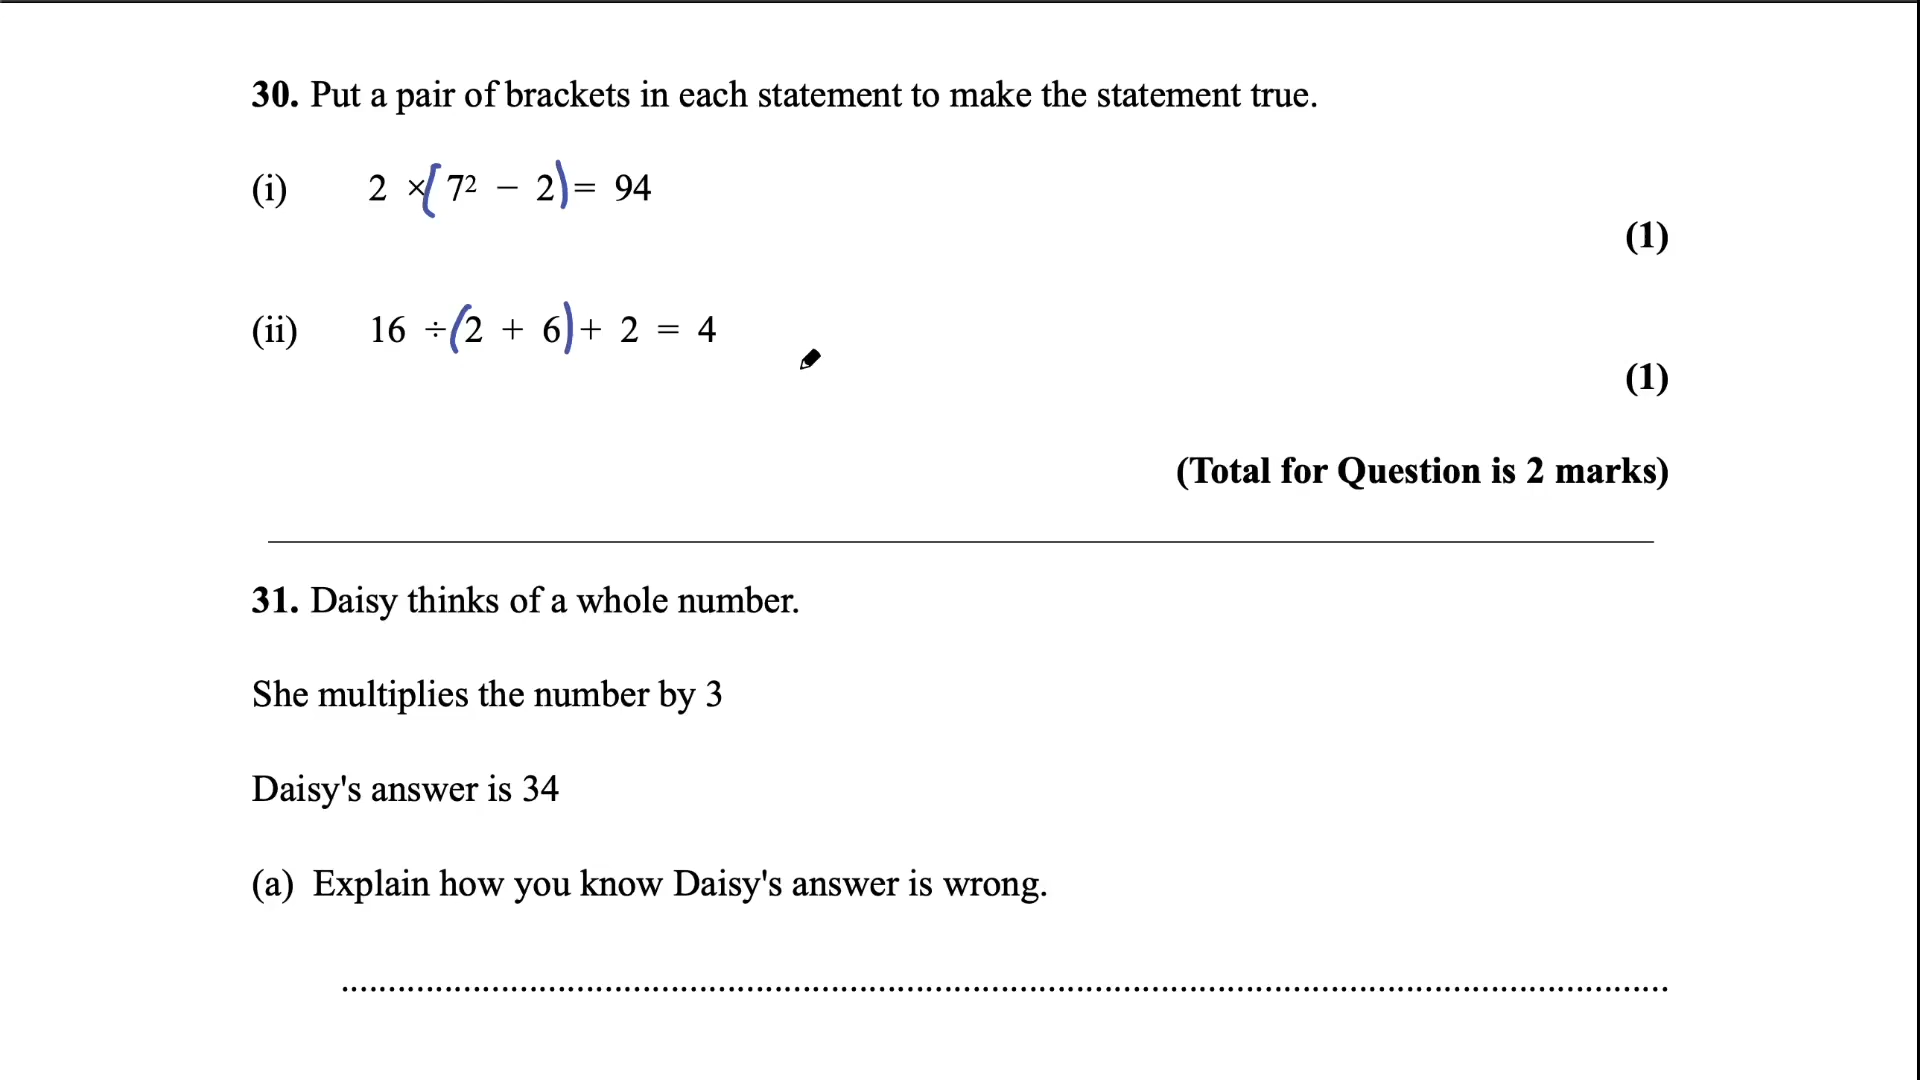 30. Put a pair of brackets in each statement to make the statement true.
(i) 2 × (7² − 2) = 94
(1)
(ii) 16 ÷ (2 + 6) + 2 = 4
(1)
(Total for Question is 2 marks)
31. Daisy thinks of a whole number.
She multiplies the number by 3
Daisy's answer is 34
(a) Explain how you know Daisy's answer is wrong.